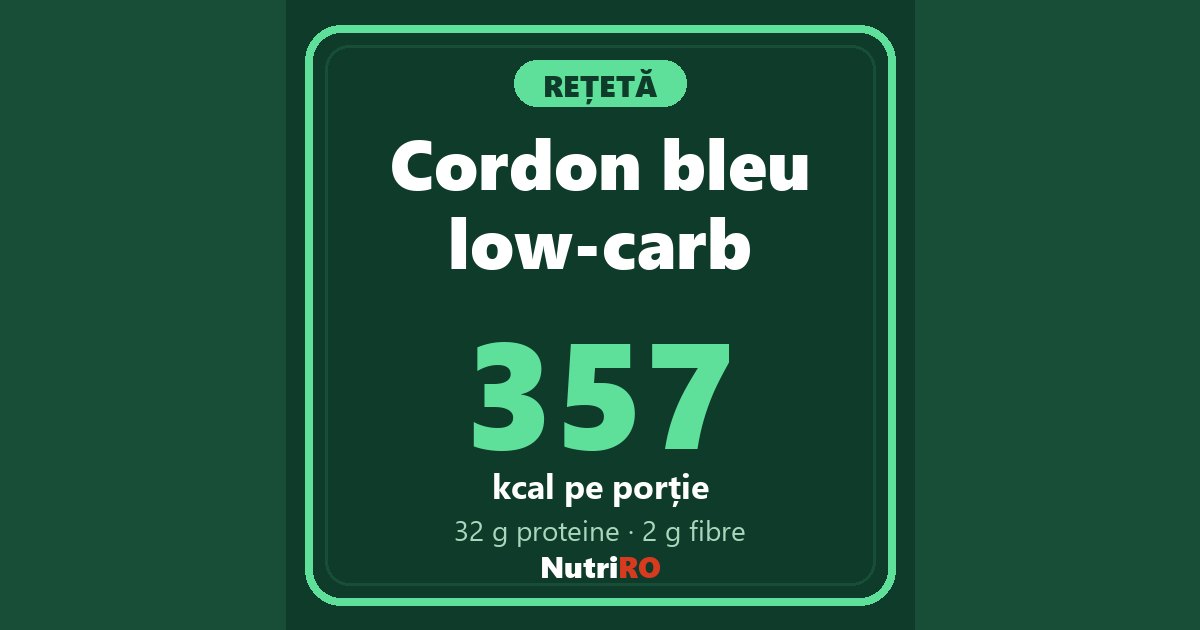 REȚETĂ
Cordon bleu
low-carb
357
kcal pe porție
32 g proteine · 2 g fibre
NutriRO